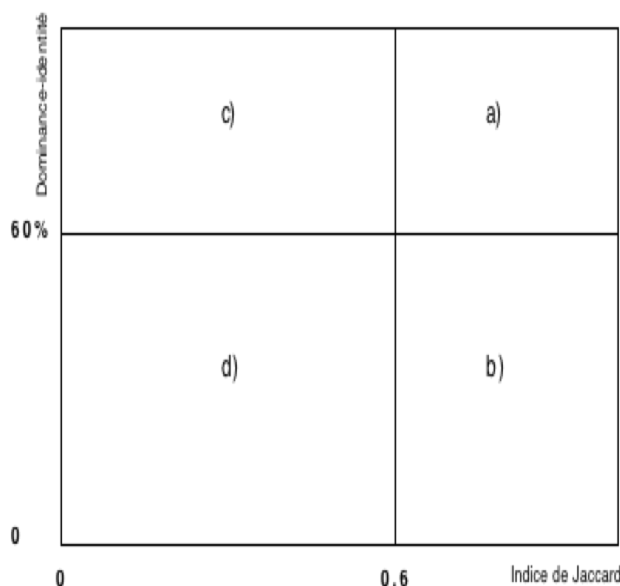 Dominance-identité
c)
a)
60%
d)
b)
0
0
0.6
Indice de Jaccard